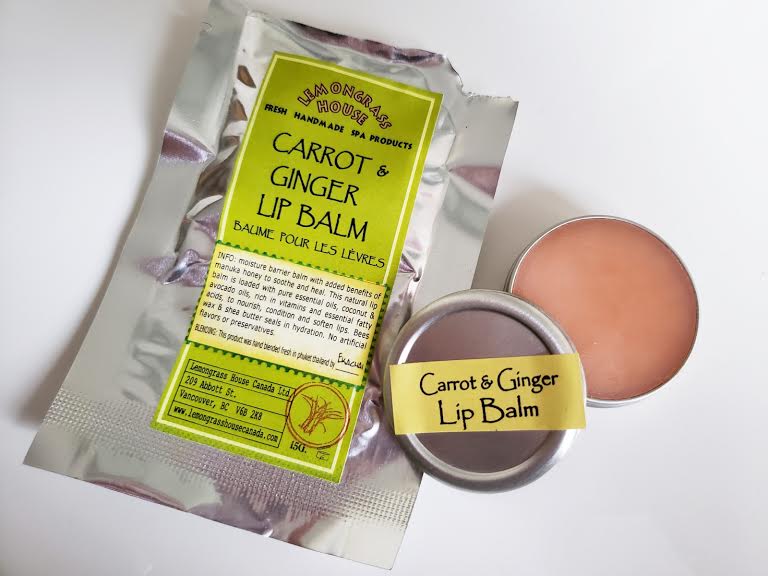 LEMONGRASS
HOUSE
FRESH HANDMADE SPA PRODUCTS
CARROT &
GINGER
LIP BALM
BAUME POUR LES LÈVRES
INFO: moisture barrier balm with added benefits of
manuka honey to soothe and heal. This natural lip
balm is loaded with pure essential oils, coconut &
avocado oils, rich in vitamins and essential fatty
acids, to nourish, condition and soften lips. Bees
wax & shea butter seals in hydration. No artificial
flavors or preservatives.
BLENDING: This product was hand blended fresh in phuket thailand by
Lemongrass House Canada Ltd.
209 Abbott St.
Vancouver, BC V6B 2K8
www.lemongrasshousecanada.com
15G.
Carrot & Ginger
Lip Balm